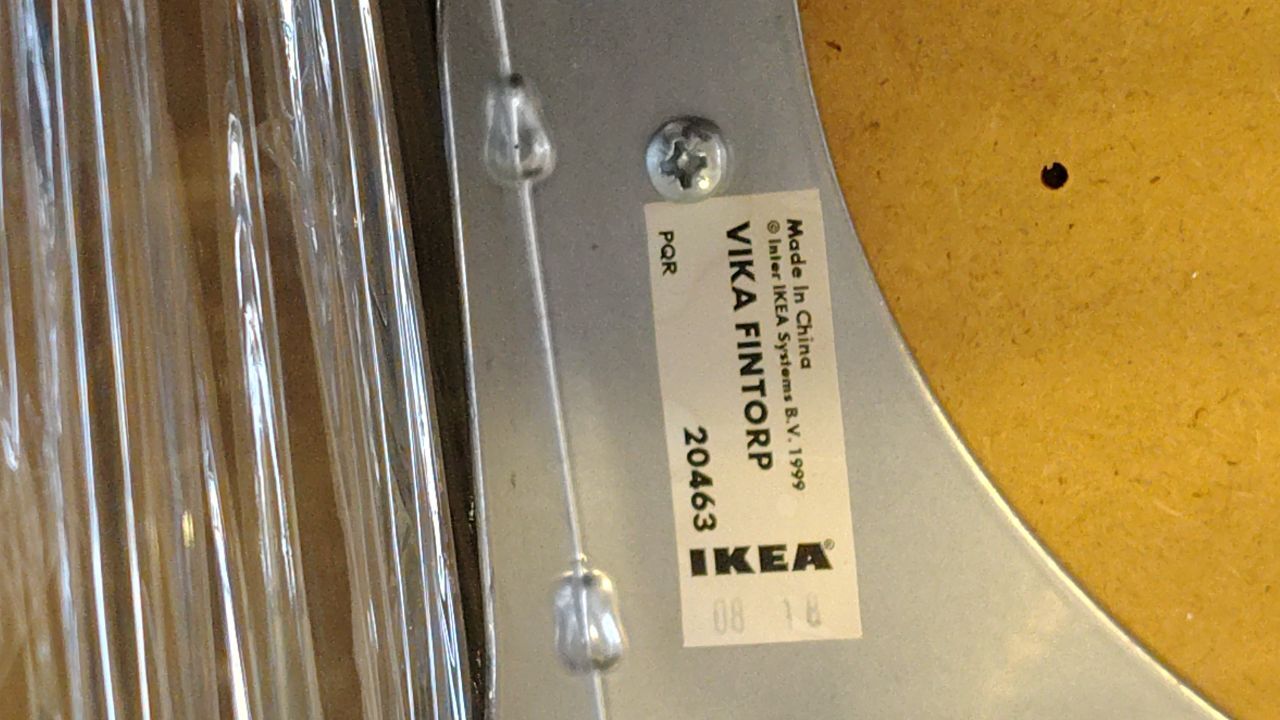 Made in China
© Inter IKEA Systems B.V. 1999
VIKA FINTORP
20463
PQR
IKEA®
08 18